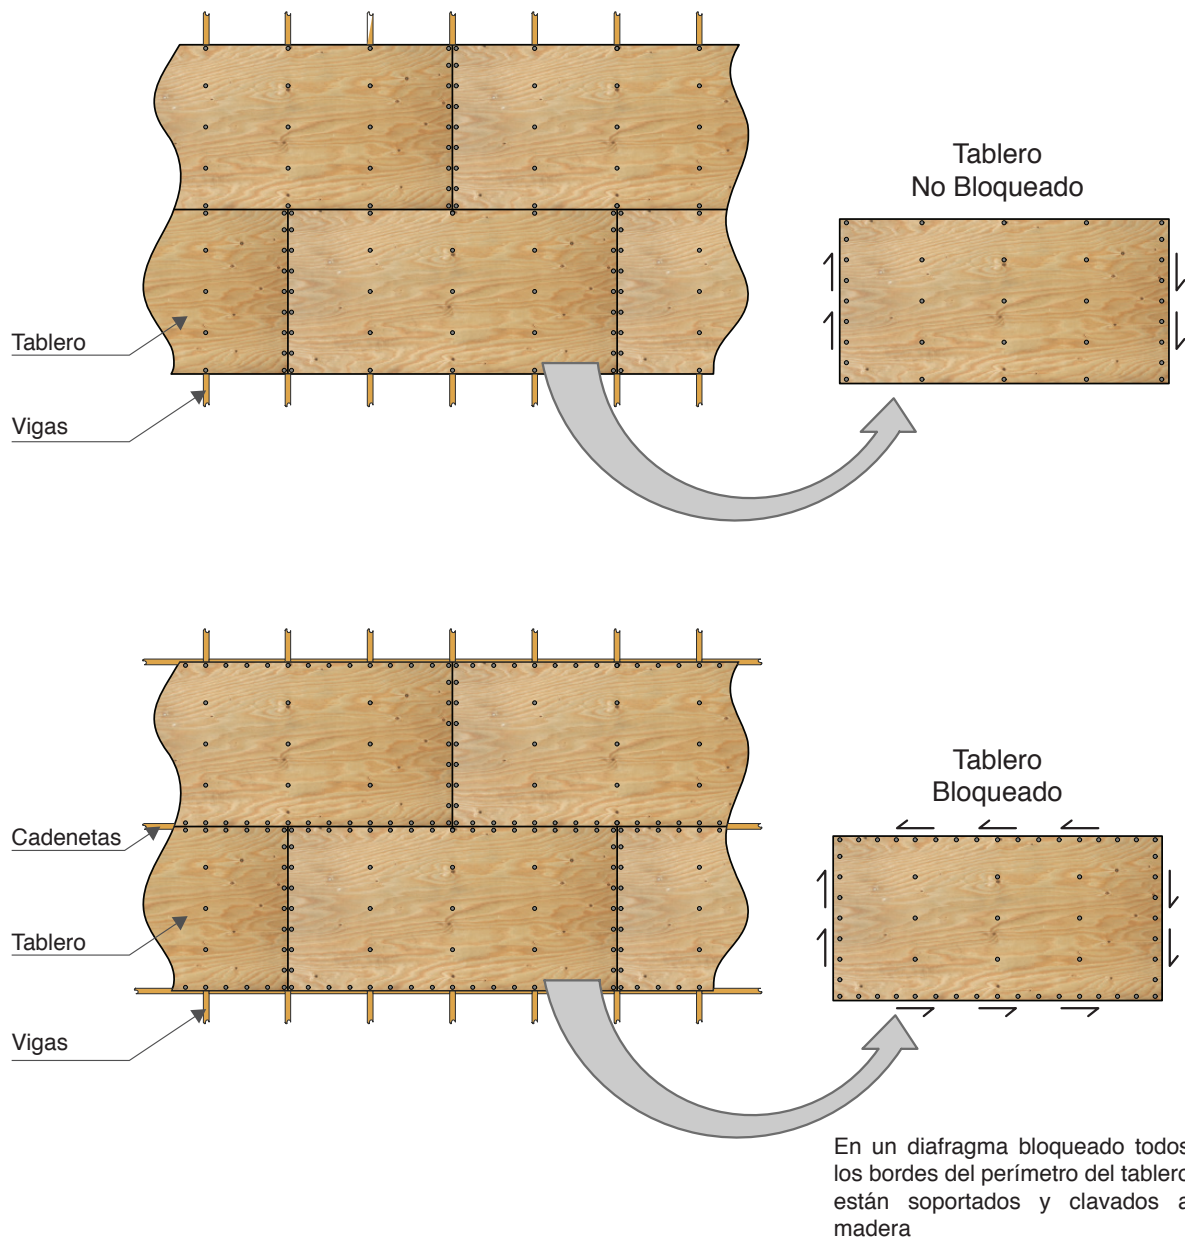 Tablero
No Bloqueado
Tablero
Vigas
Tablero
Bloqueado
Cadenetas
Tablero
Vigas
En un diafragma bloqueado todos
los bordes del perímetro del tablero
están soportados y clavados a
madera